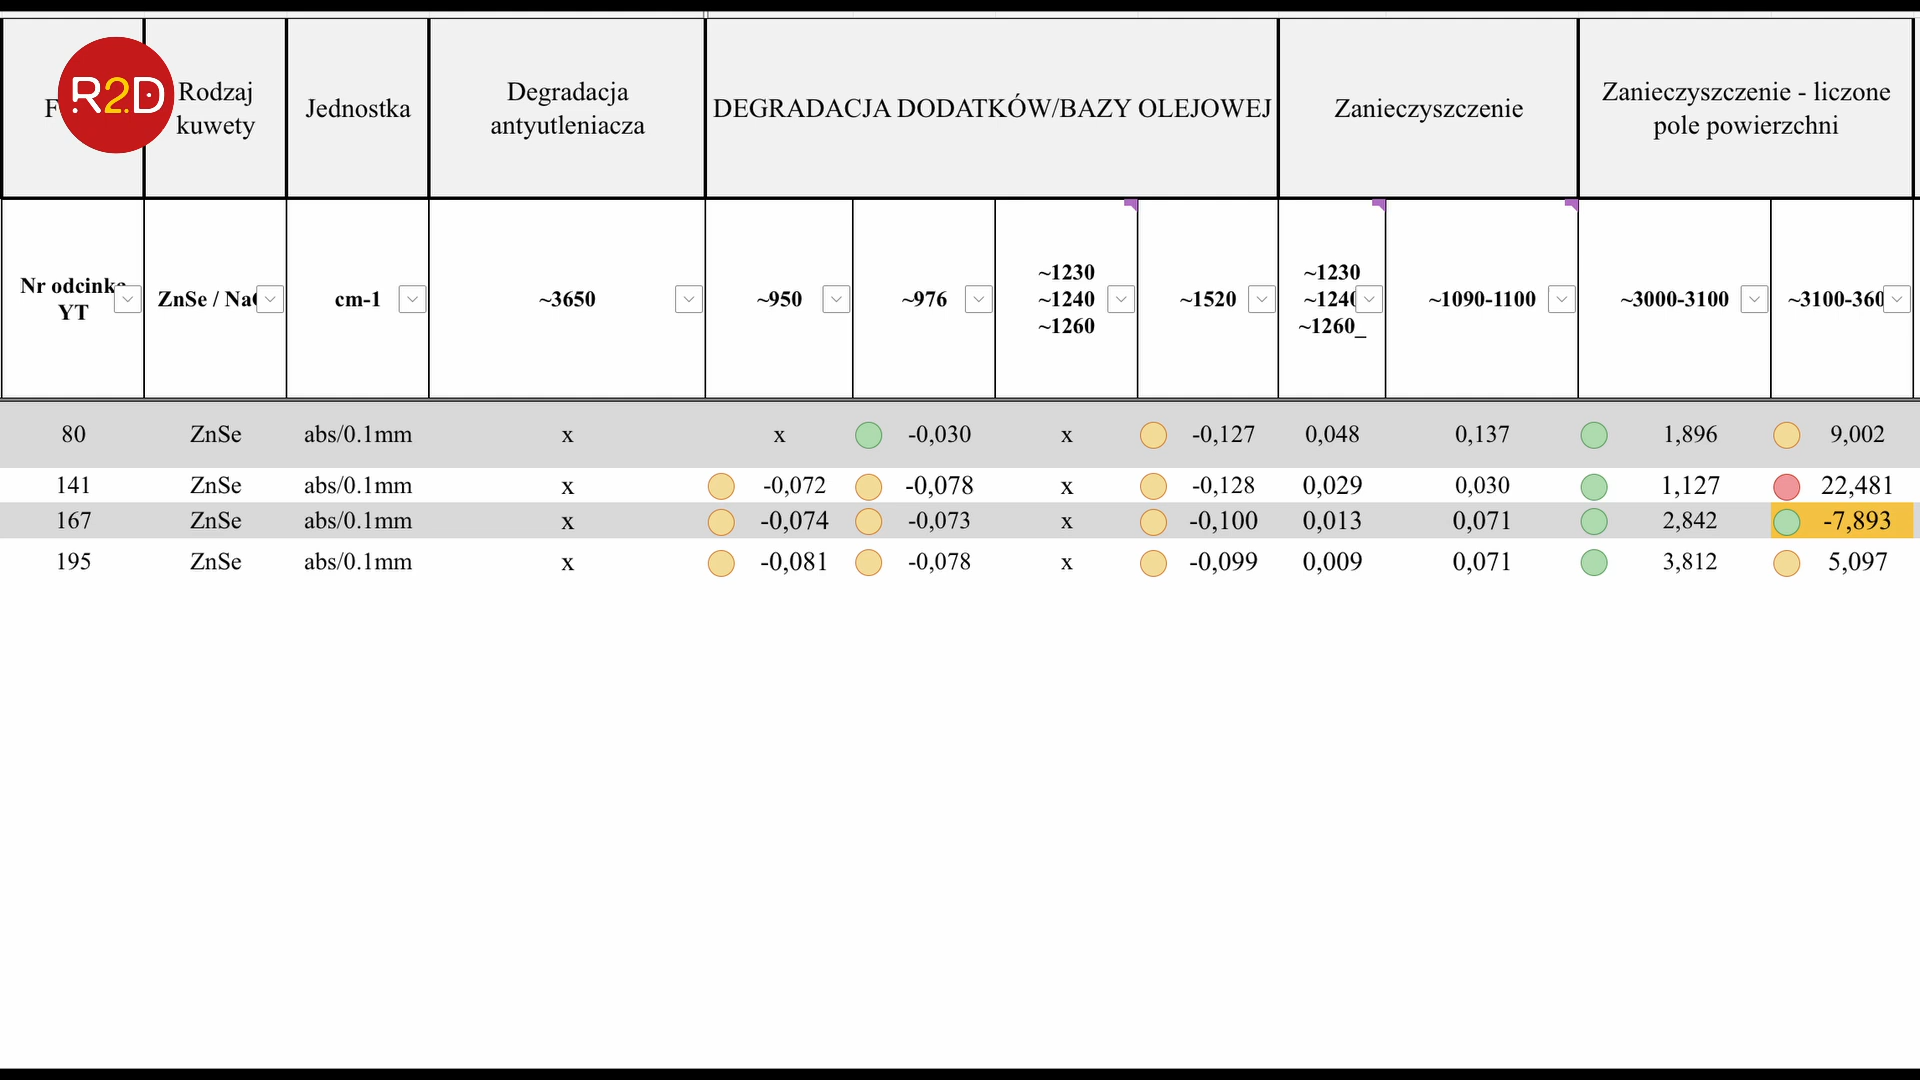 R2D
Rodzaj
kuwety
Jednostka
Degradacja
antyutleniacza
DEGRADACJA DODATKÓW/BAZY OLEJOWEJ
Zanieczyszczenie
Zanieczyszczenie - liczone
pole powierzchni
Nr odcinka
YT
ZnSe / NaC
cm-1
~3650
~950
~976
~1230
~1240
~1260
~1520
~1230
~1240
~1260_
~1090-1100
~3000-3100
~3100-360
80 ZnSe abs/0.1mm x x -0,030 x -0,127 0,048 0,137 1,896 9,002
141 ZnSe abs/0.1mm x -0,072 -0,078 x -0,128 0,029 0,030 1,127 22,481
167 ZnSe abs/0.1mm x -0,074 -0,073 x -0,100 0,013 0,071 2,842 -7,893
195 ZnSe abs/0.1mm x -0,081 -0,078 x -0,099 0,009 0,071 3,812 5,097